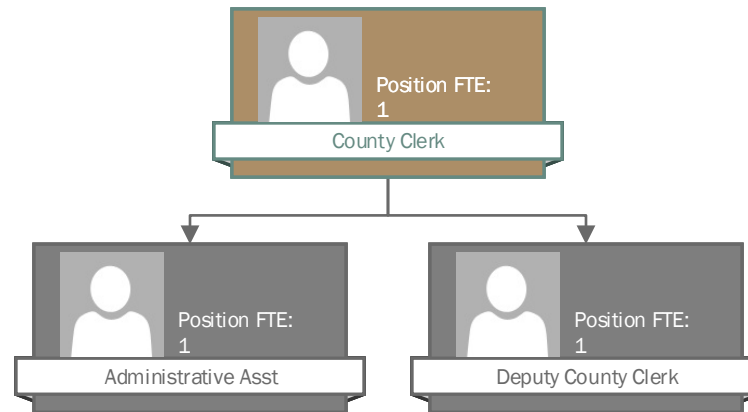 Position FTE:
1
County Clerk
Position FTE:
1
Administrative Asst
Position FTE:
1
Deputy County Clerk